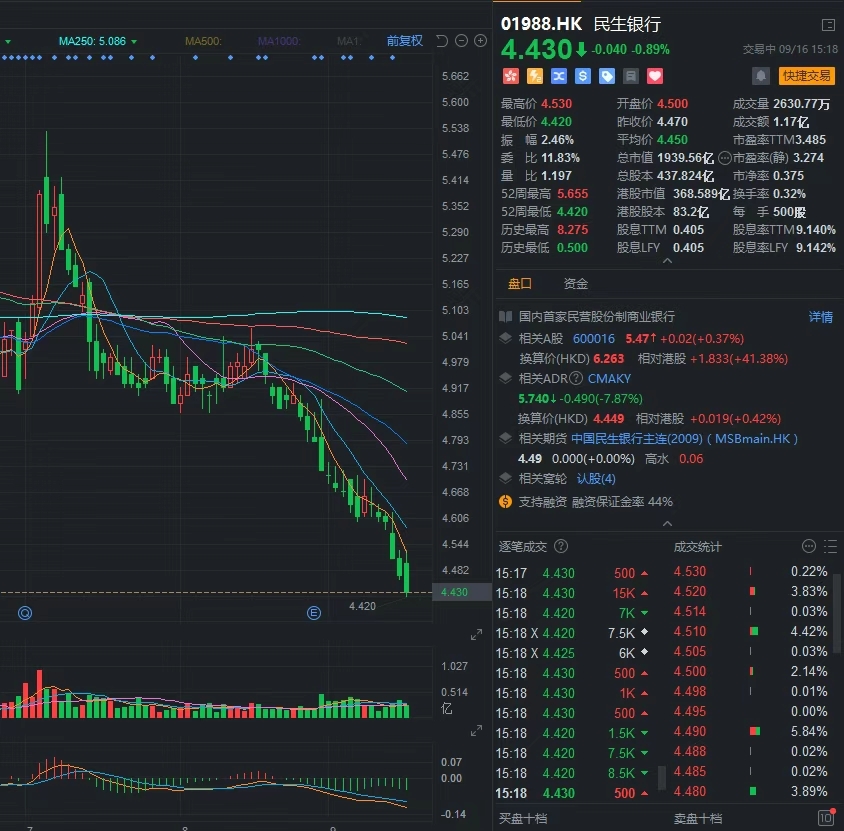 MA250: 5.086 MA500: MA1000: MA1: 前复权
5.662
5.600
5.538
5.476
5.414
5.352
5.290
5.227
5.165
5.103
5.041
4.979
4.917
4.855
4.793
4.731
4.668
4.606
4.544
4.482
4.430
4.420
Q
E
1.027
0.514
亿
0.07
0.00
-0.14
7 8 9
01988.HK 民生银行
4.430 -0.040 -0.89% 交易中 09/16 15:18
快捷交易
最高价 4.530 开盘价 4.500 成交量 2630.77万
最低价 4.420 昨收价 4.470 成交额 1.17亿
振 幅 2.46% 平均价 4.450 市盈率TTM 3.485
委 比 11.83% 总市值 1939.56亿 市盈率(静) 3.274
量 比 1.197 总股本 437.824亿 市净率 0.375
52周最高 5.655 港股市值 368.589亿 换手率 0.32%
52周最低 4.420 港股股本 83.2亿 每 手 500股
历史最高 8.275 股息TTM 0.405 股息率TTM 9.140%
历史最低 0.500 股息LFY 0.405 股息率LFY 9.142%
盘口 资金
国内首家民营股份制商业银行 详情
相关A股 600016 5.47↑ +0.02(+0.37%)
换算价(HKD) 6.263 相对港股 +1.833(+41.38%)
相关ADR CMAKY
5.740↓ -0.490(-7.87%)
换算价(HKD) 4.449 相对港股 +0.019(+0.42%)
相关期货 中国民生银行主连(2009)（MSBmain.HK）
4.49 0.000(+0.00%) 高水 0.06
相关窝轮 认股(4)
支持融资 融资保证金率 44%
逐笔成交 成交统计
15:17 4.430 500 4.530 0.22%
15:18 4.430 15K 4.520 3.83%
15:18 4.420 7K 4.514 0.03%
15:18 X 4.420 7.5K 4.510 4.42%
15:18 X 4.425 6K 4.505 0.03%
15:18 4.430 500 4.500 2.14%
15:18 4.430 1K 4.498 0.01%
15:18 4.430 500 4.495 0.00%
15:18 4.420 1.5K 4.490 5.84%
15:18 4.420 7.5K 4.488 0.02%
15:18 4.420 8.5K 4.485 0.02%
15:18 4.430 500 4.480 3.89%
买盘十档 卖盘十档 10